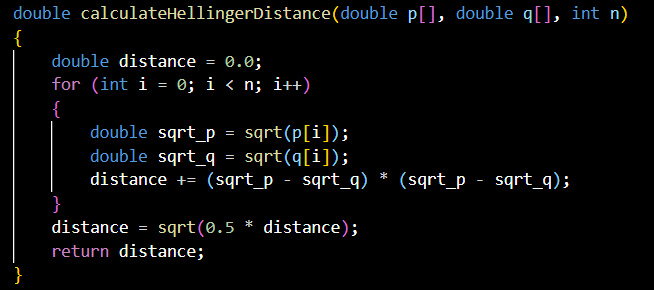 double calculateHellingerDistance(double p[], double q[], int n)
{
    double distance = 0.0;
    for (int i = 0; i < n; i++)
    {
        double sqrt_p = sqrt(p[i]);
        double sqrt_q = sqrt(q[i]);
        distance += (sqrt_p - sqrt_q) * (sqrt_p - sqrt_q);
    }
    distance = sqrt(0.5 * distance);
    return distance;
}